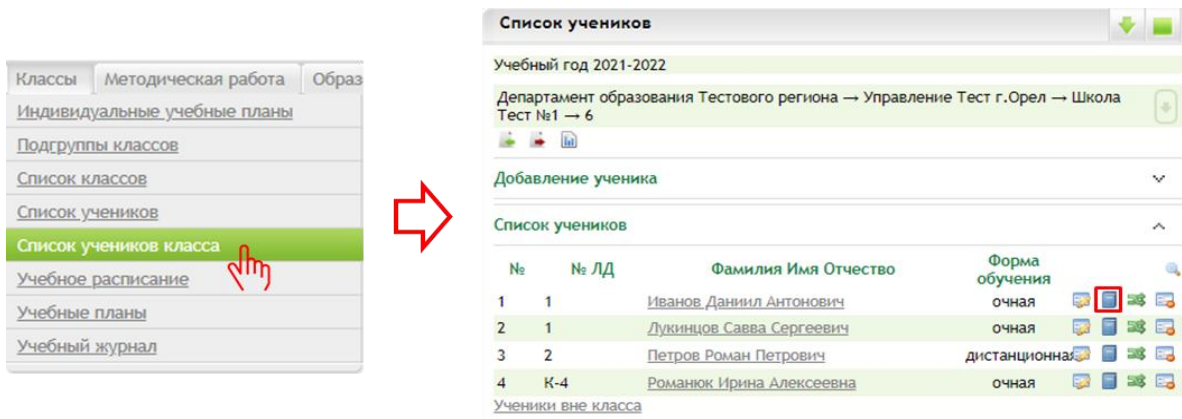 Классы Методическая работа Образ
Индивидуальные учебные планы
Подгруппы классов
Список классов
Список учеников
Список учеников класса
Учебное расписание
Учебные планы
Учебный журнал
Список учеников
Учебный год 2021-2022
Департамент образования Тестового региона → Управление Тест г.Орел → Школа
Тест №1 → 6
Добавление ученика
Список учеников
№ № ЛД Фамилия Имя Отчество Форма
обучения
1 1 Иванов Даниил Антонович очная
2 1 Лукинцов Савва Сергеевич очная
3 2 Петров Роман Петрович дистанционная
4 К-4 Романюк Ирина Алексеевна очная
Ученики вне класса